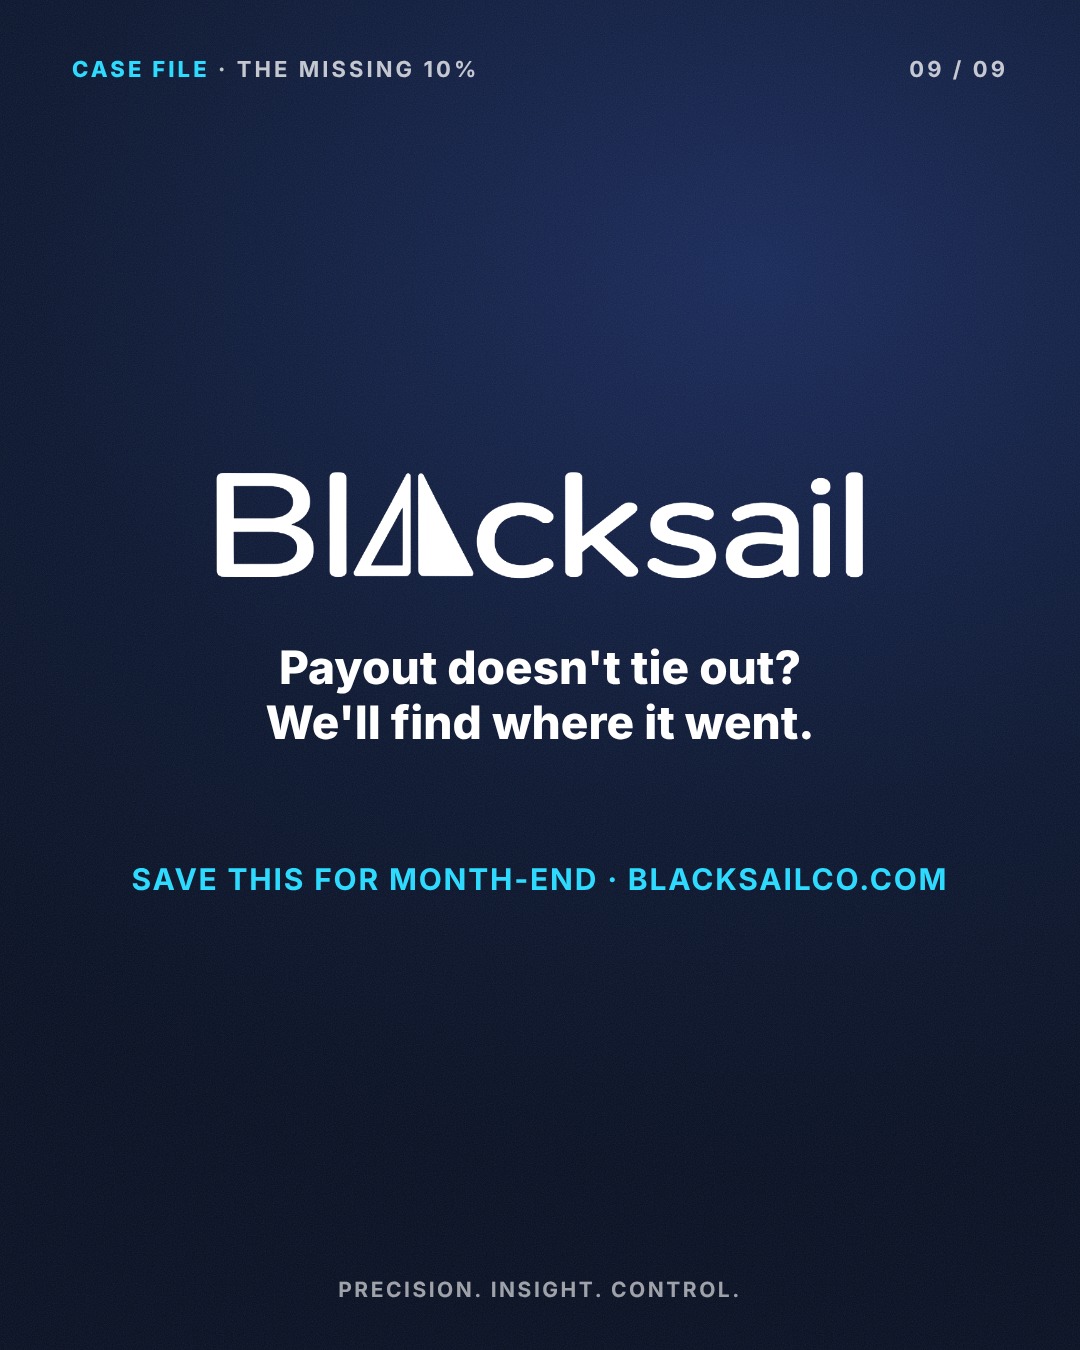 CASE FILE · THE MISSING 10%
09 / 09
Blacksail
Payout doesn't tie out?
We'll find where it went.
SAVE THIS FOR MONTH-END · BLACKSAILCO.COM
PRECISION. INSIGHT. CONTROL.